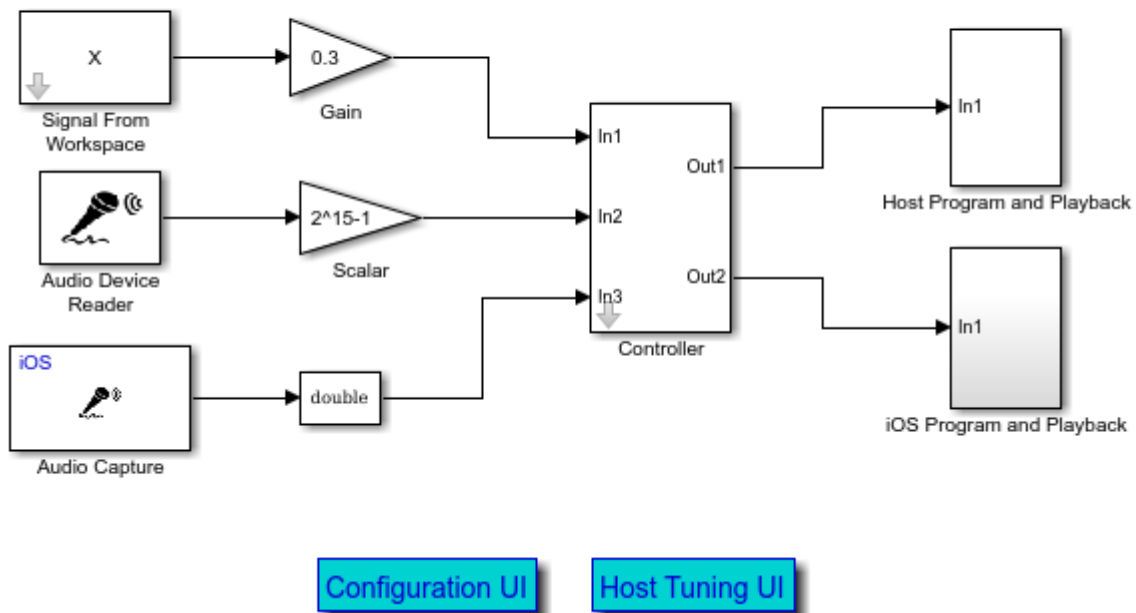 X
Signal From
Workspace
0.3
Gain
Audio Device
Reader
2^15-1
Scalar
iOS
Audio Capture
double
In1
In2
In3
Out1
Out2
Controller
In1
Host Program and Playback
In1
iOS Program and Playback
Configuration UI
Host Tuning UI